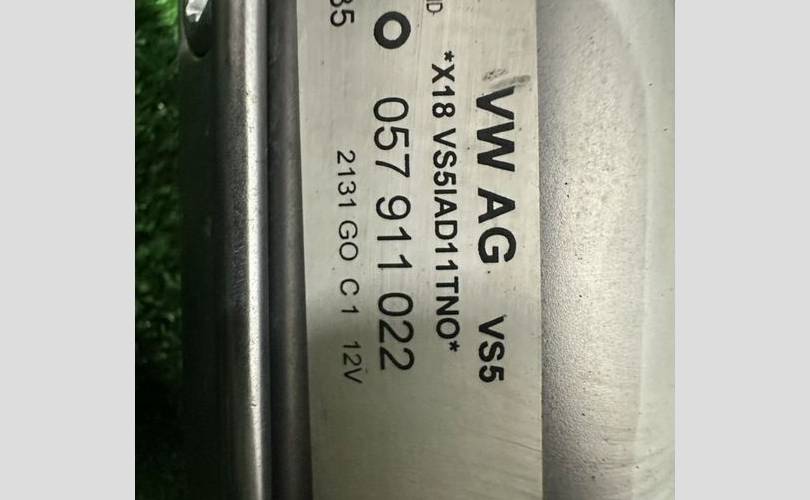 VW AG VS5
*X18 VS5IAD11TNO*
O 057 911 022
2131 GO C1 12V